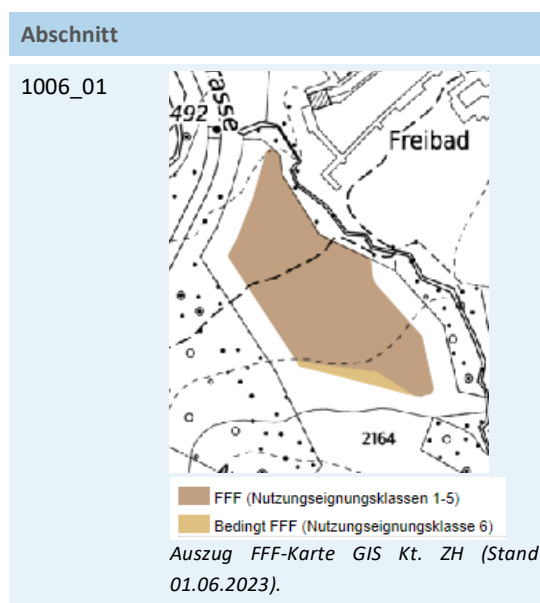 Abschnitt
1006_01
rasse
492
Freibad
2164
FFF (Nutzungseignungsklassen 1-5)
Bedingt FFF (Nutzungseignungsklasse 6)
Auszug FFF-Karte GIS Kt. ZH (Stand
01.06.2023).